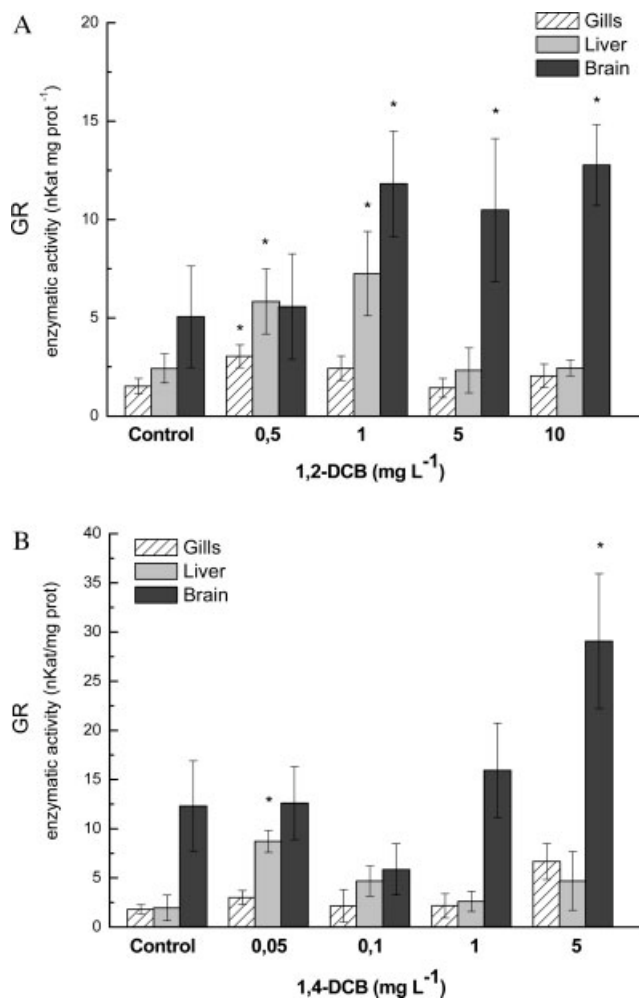 A
Gills
Liver
Brain
20
15
10
5
0
GR
enzymatic activity (nKat mg prot ⁻¹)
*
*
*
*
*
*
Control 0,5 1 5 10
1,2-DCB (mg L⁻¹)
B
Gills
Liver
Brain
40
35
30
25
20
15
10
5
0
GR
enzymatic activity (nKat/mg prot)
*
*
Control 0,05 0,1 1 5
1,4-DCB (mg L⁻¹)